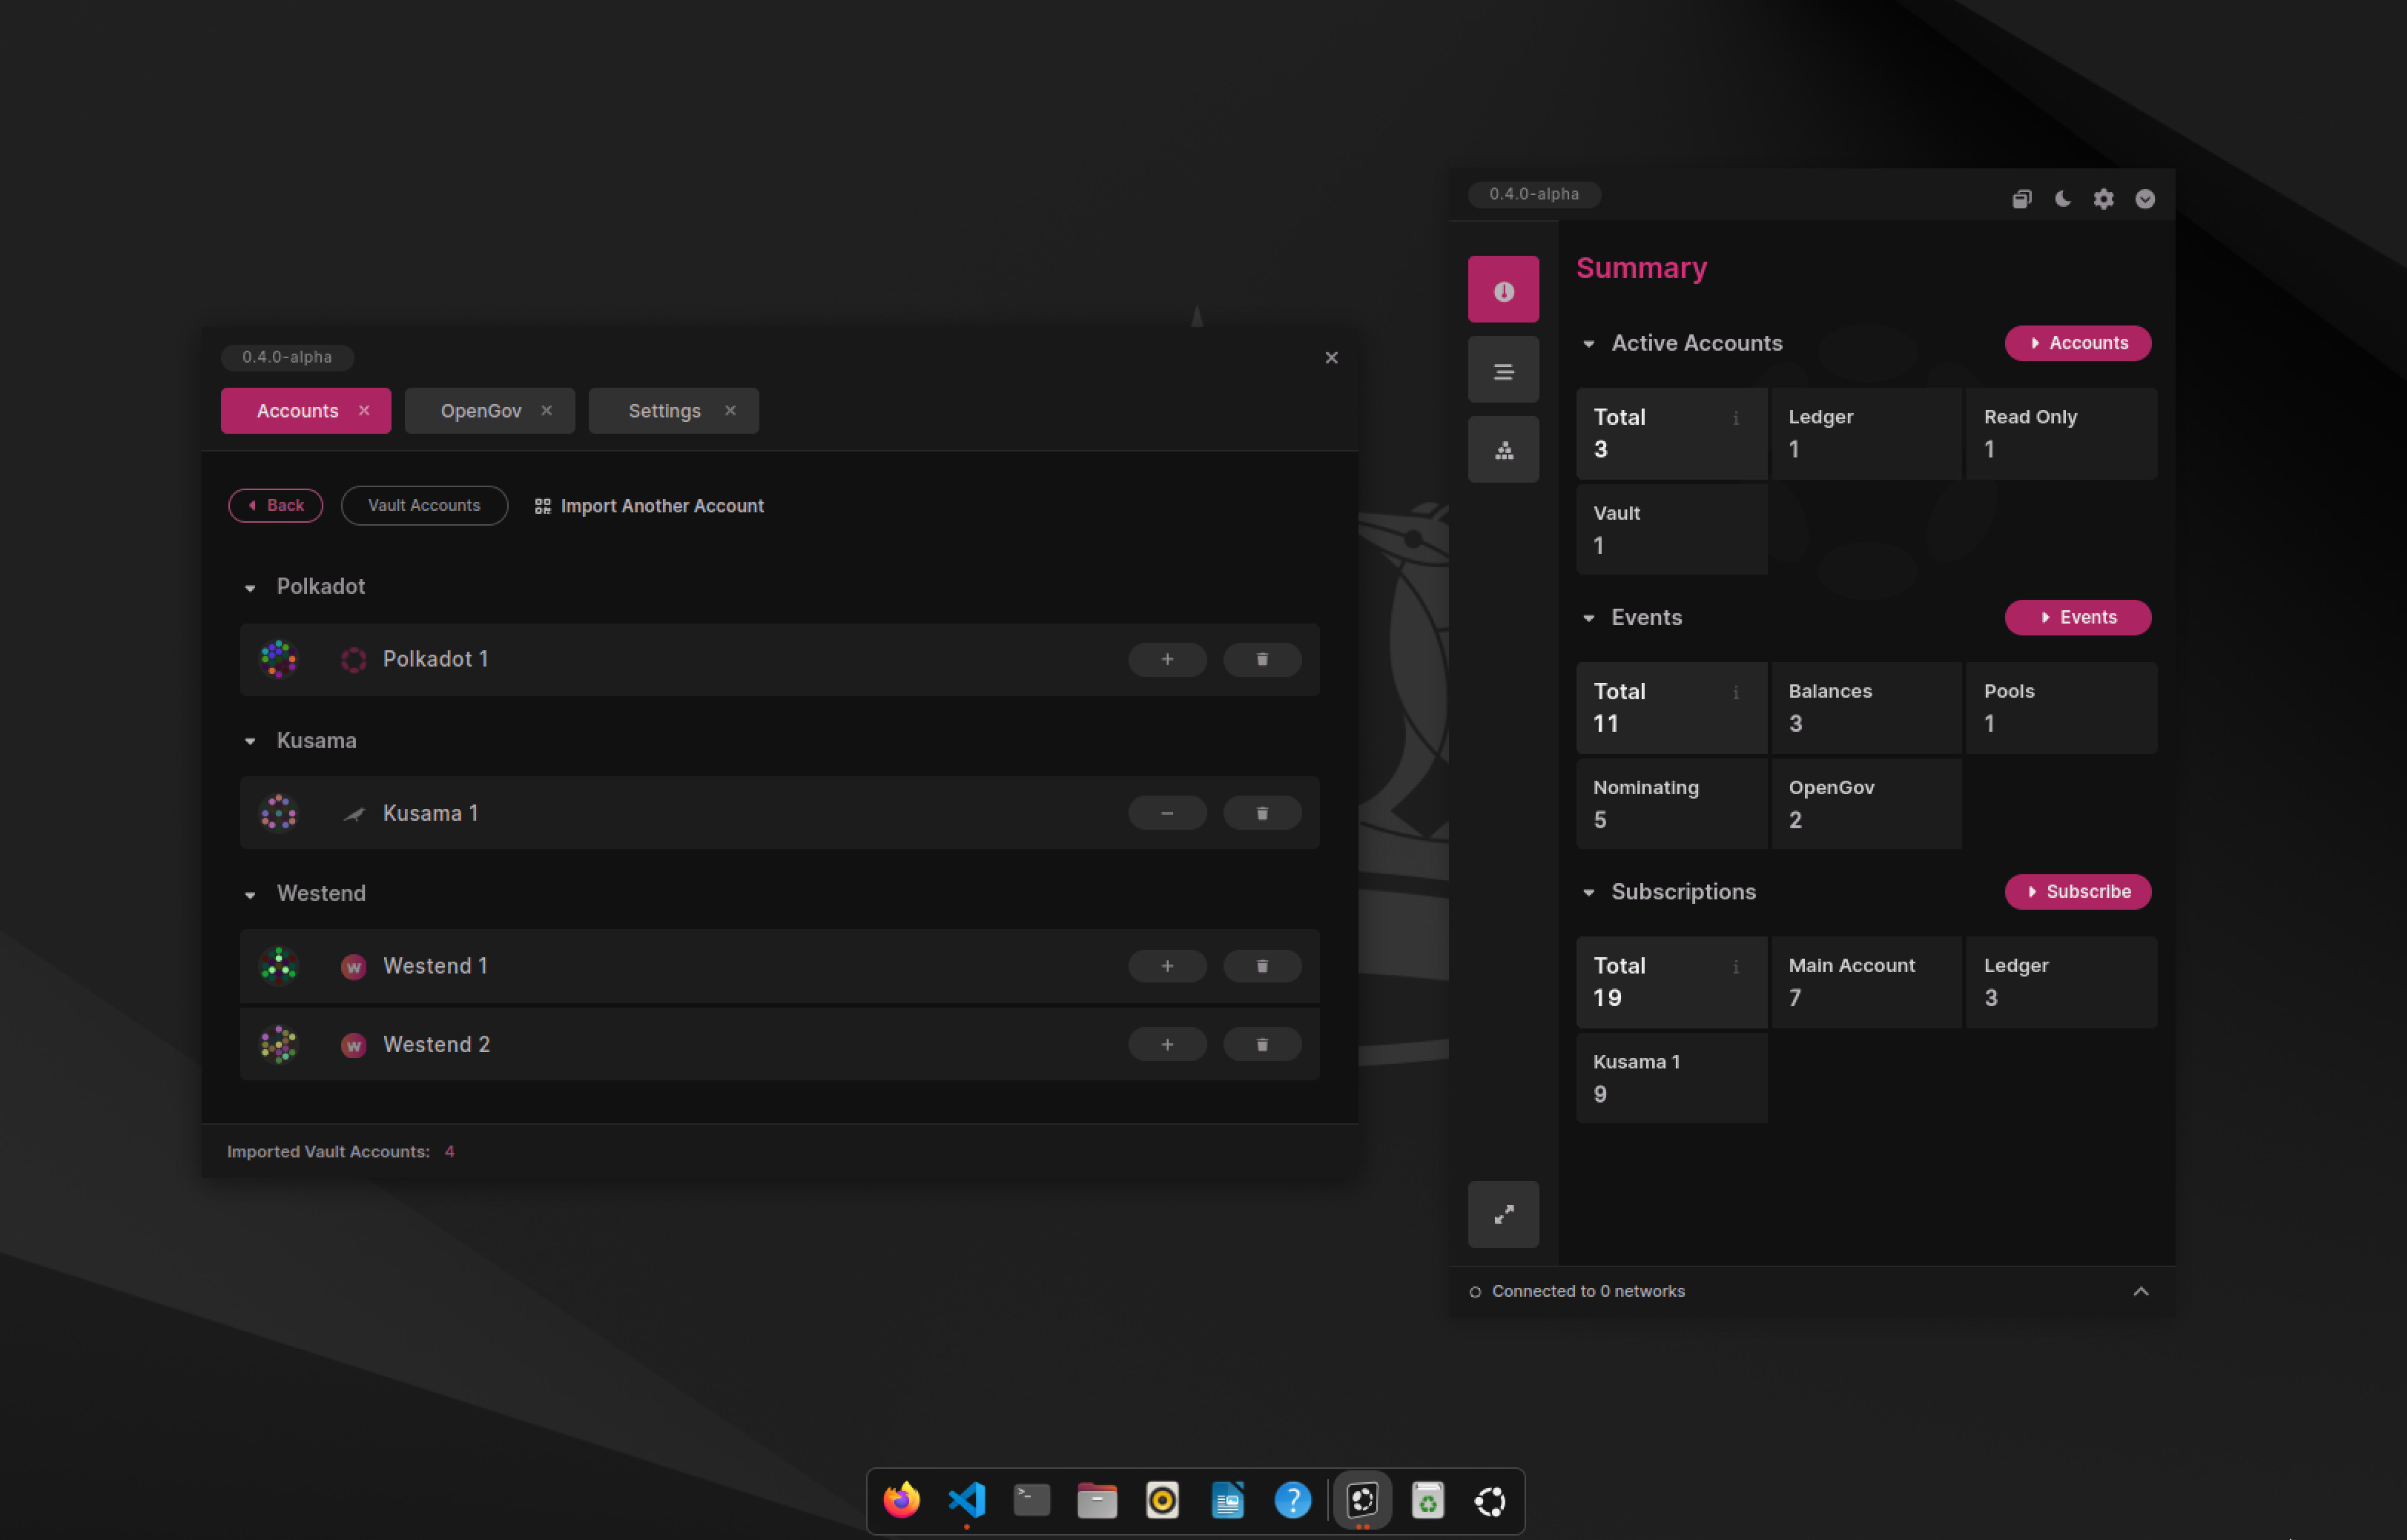 0.4.0-alpha
Accounts
OpenGov
Settings
Back
Vault Accounts
Import Another Account
Polkadot
Polkadot 1
Kusama
Kusama 1
Westend
Westend 1
Westend 2
Imported Vault Accounts: 4
0.4.0-alpha
Summary
Active Accounts
Accounts
Total
3
Ledger
1
Read Only
1
Vault
1
Events
Events
Total
11
Balances
3
Pools
1
Nominating
5
OpenGov
2
Subscriptions
Subscribe
Total
19
Main Account
7
Ledger
3
Kusama 1
9
Connected to 0 networks